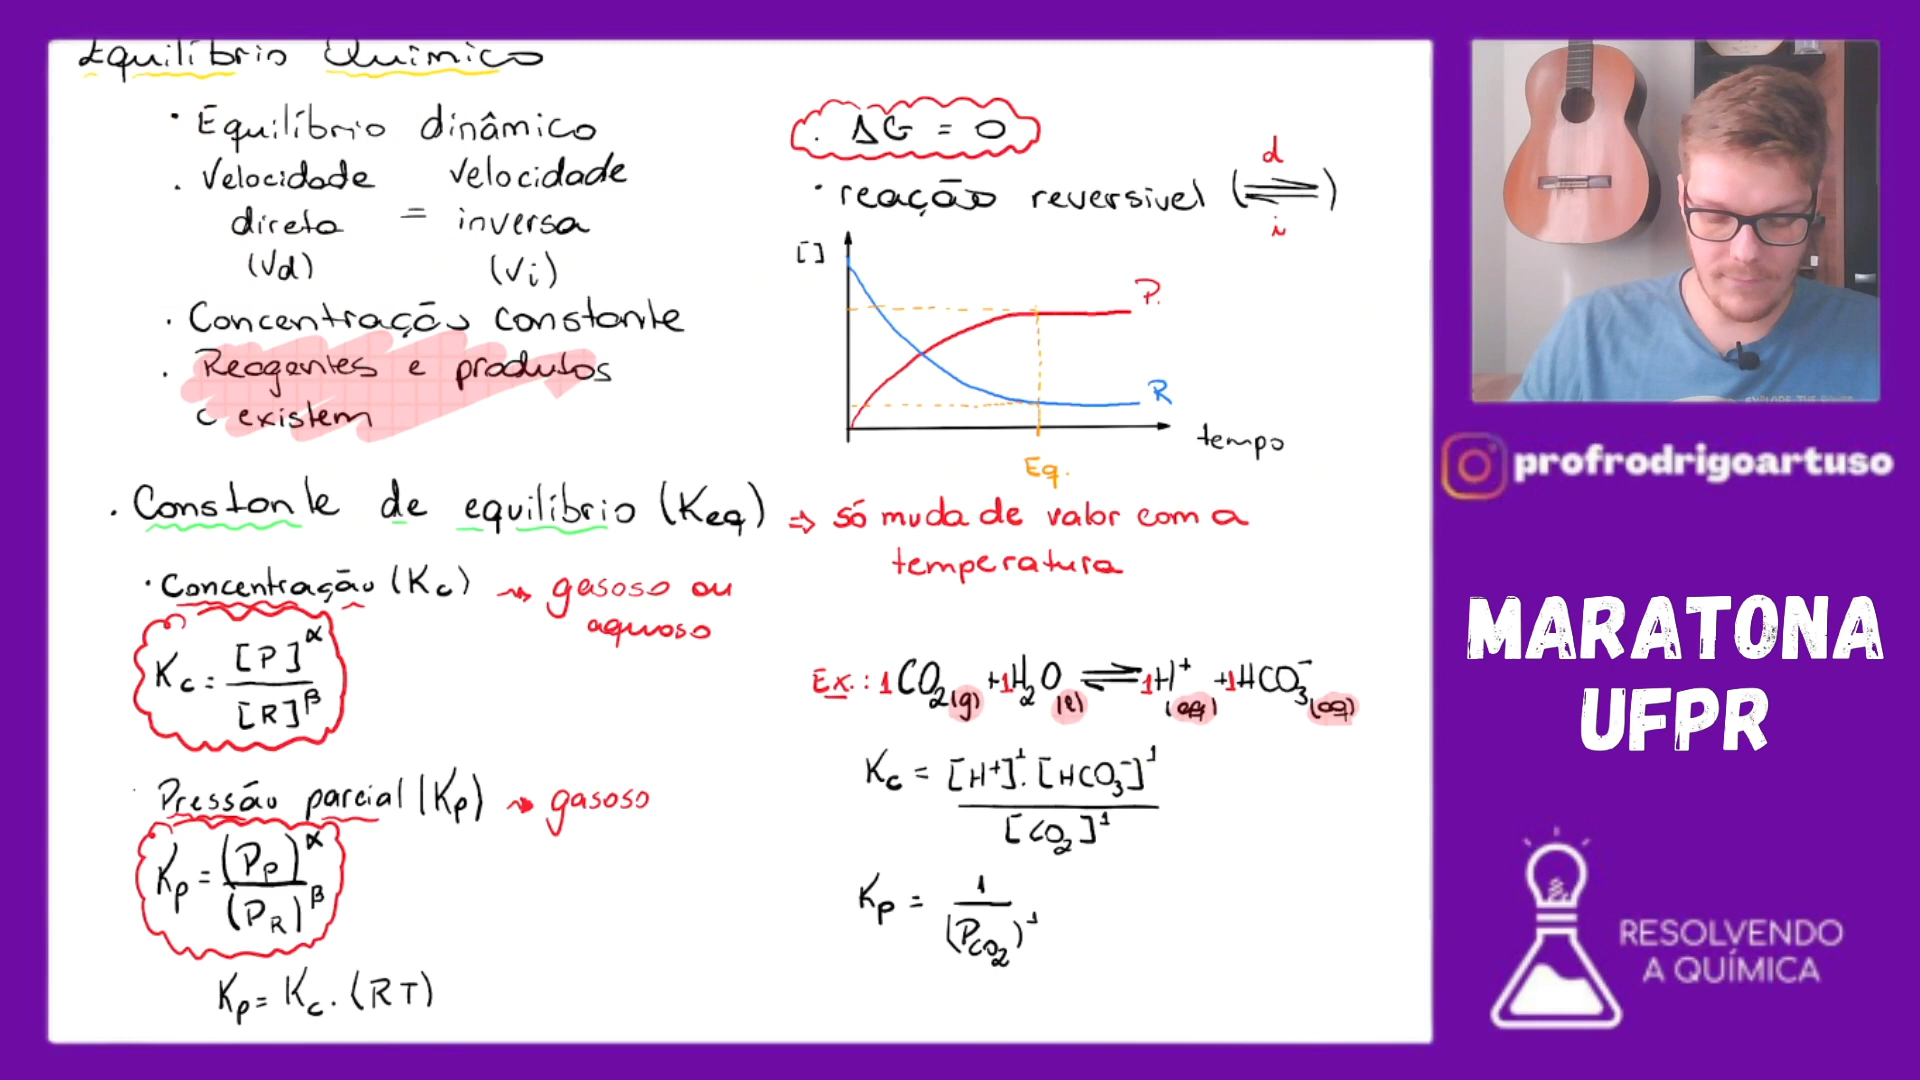 Equilíbrio Químico
· Equilíbrio dinâmico
· Velocidade direta (Vd) = velocidade inversa (Vi)
· Concentração constante
· Reagentes e produtos
coexistem
· ΔG = 0
· reação reversível (⇌)
d
i
[ ]
P.
R
tempo
Eq.
· Constante de equilíbrio (Keq) ⇒ só muda de valor com a
temperatura
· Concentração (Kc) → gasoso ou
aquoso
Kc = [P]^α / [R]^β
· Pressão parcial (Kp) → gasoso
Kp = (Pp)^α / (PR)^β
Kp = Kc . (RT)
Ex.: 1CO2(g) + 1H2O(l) ⇌ 1H+(aq) + 1HCO3-(aq)
Kc = [H+]^1 . [HCO3-]^1 / [CO2]^1
Kp = 1 / (PCO2)^1
profrodrigoartuso
MARATONA
UFPR
RESOLVENDO
A QUÍMICA